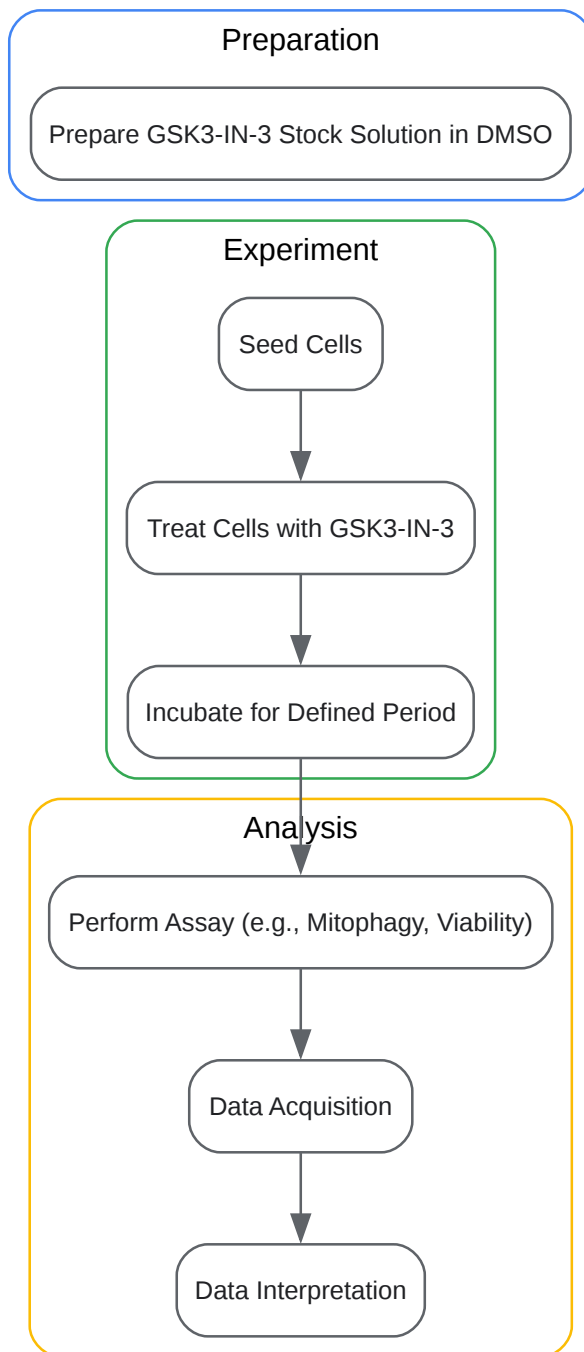 Preparation
Prepare GSK3-IN-3 Stock Solution in DMSO
Experiment
Seed Cells
Treat Cells with GSK3-IN-3
Incubate for Defined Period
Analysis
Perform Assay (e.g., Mitophagy, Viability)
Data Acquisition
Data Interpretation